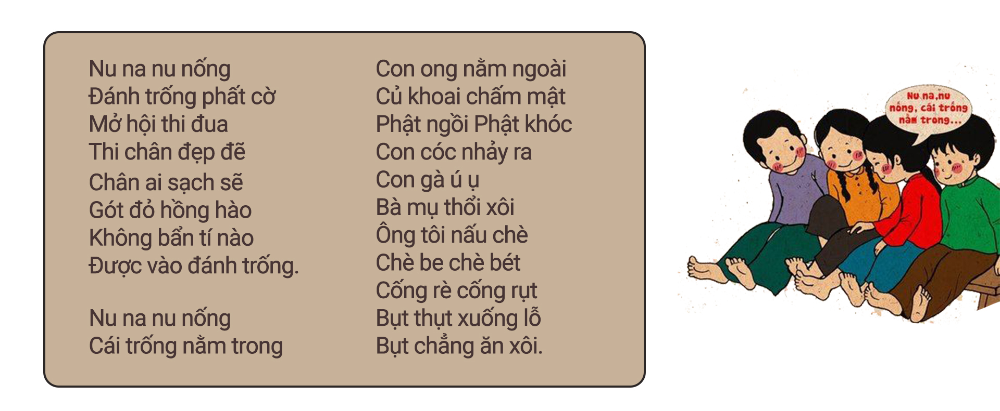 Nu na nu nống
Đánh trống phất cờ
Mở hội thi đua
Thi chân đẹp đẽ
Chân ai sạch sẽ
Gót đỏ hồng hào
Không bẩn tí nào
Được vào đánh trống.
Nu na nu nống
Cái trống nằm trong
Con ong nằm ngoài
Củ khoai chấm mật
Phật ngồi Phật khóc
Con cóc nhảy ra
Con gà ú ụ
Bà mụ thổi xôi
Ông tôi nấu chè
Chè be chè bét
Cống rè cống rụt
Bụt thụt xuống lỗ
Bụt chẳng ăn xôi.
Nu na,nu
nống, cái trống
nằm trong...